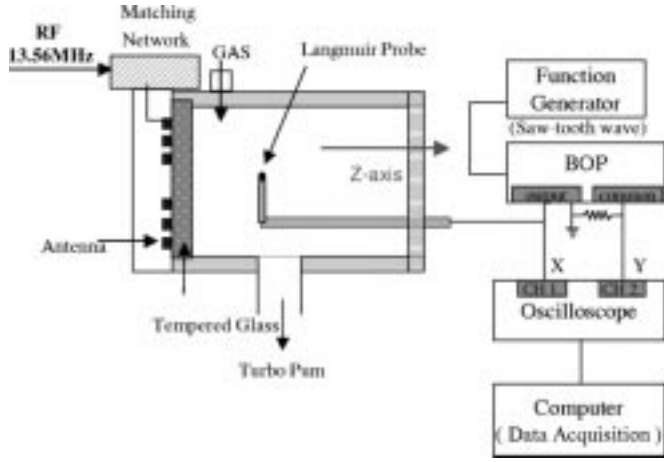 Matching
Network
RF
13.56MHz
GAS
Langmuir Probe
Z-axis
Antenna
Tempered Glass
Turbo Pum
Function
Generator
(Saw-tooth wave)
BOP
common
X
Y
CH 1.
CH 2.
Oscilloscope
Computer
( Data Acquisition )